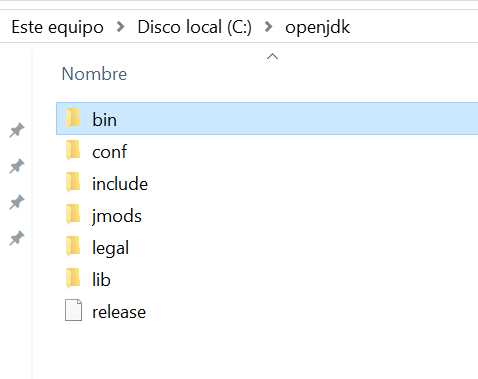 Este equipo > Disco local (C:) > openjdk
Nombre
bin
conf
include
jmods
legal
lib
release